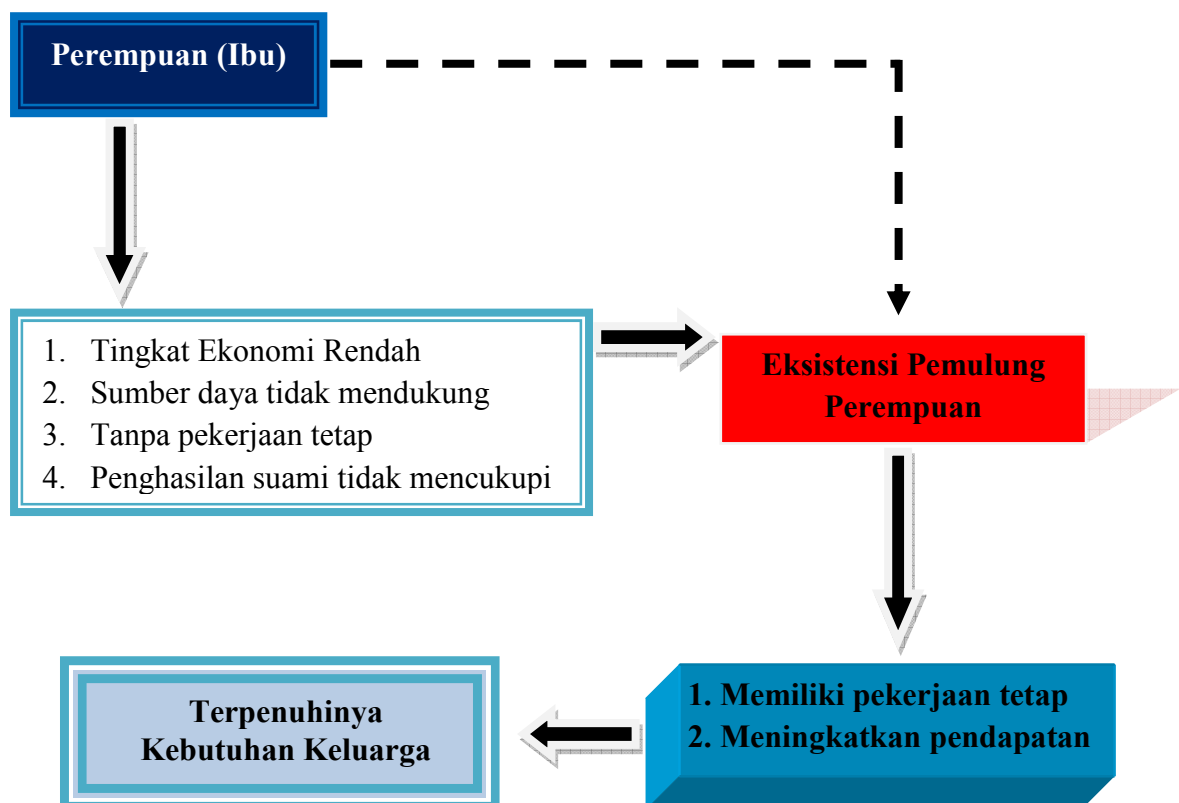 Perempuan (Ibu)
1. Tingkat Ekonomi Rendah
2. Sumber daya tidak mendukung
3. Tanpa pekerjaan tetap
4. Penghasilan suami tidak mencukupi
Eksistensi Pemulung
Perempuan
1. Memiliki pekerjaan tetap
2. Meningkatkan pendapatan
Terpenuhinya
Kebutuhan Keluarga